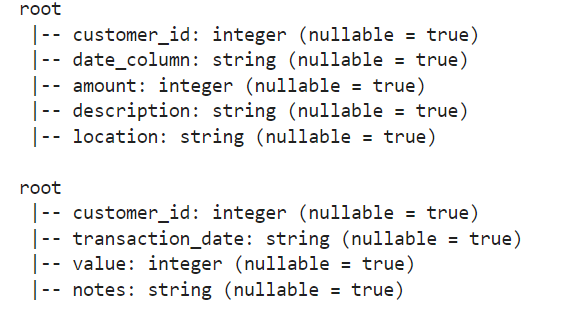 root
 |-- customer_id: integer (nullable = true)
 |-- date_column: string (nullable = true)
 |-- amount: integer (nullable = true)
 |-- description: string (nullable = true)
 |-- location: string (nullable = true)

root
 |-- customer_id: integer (nullable = true)
 |-- transaction_date: string (nullable = true)
 |-- value: integer (nullable = true)
 |-- notes: string (nullable = true)